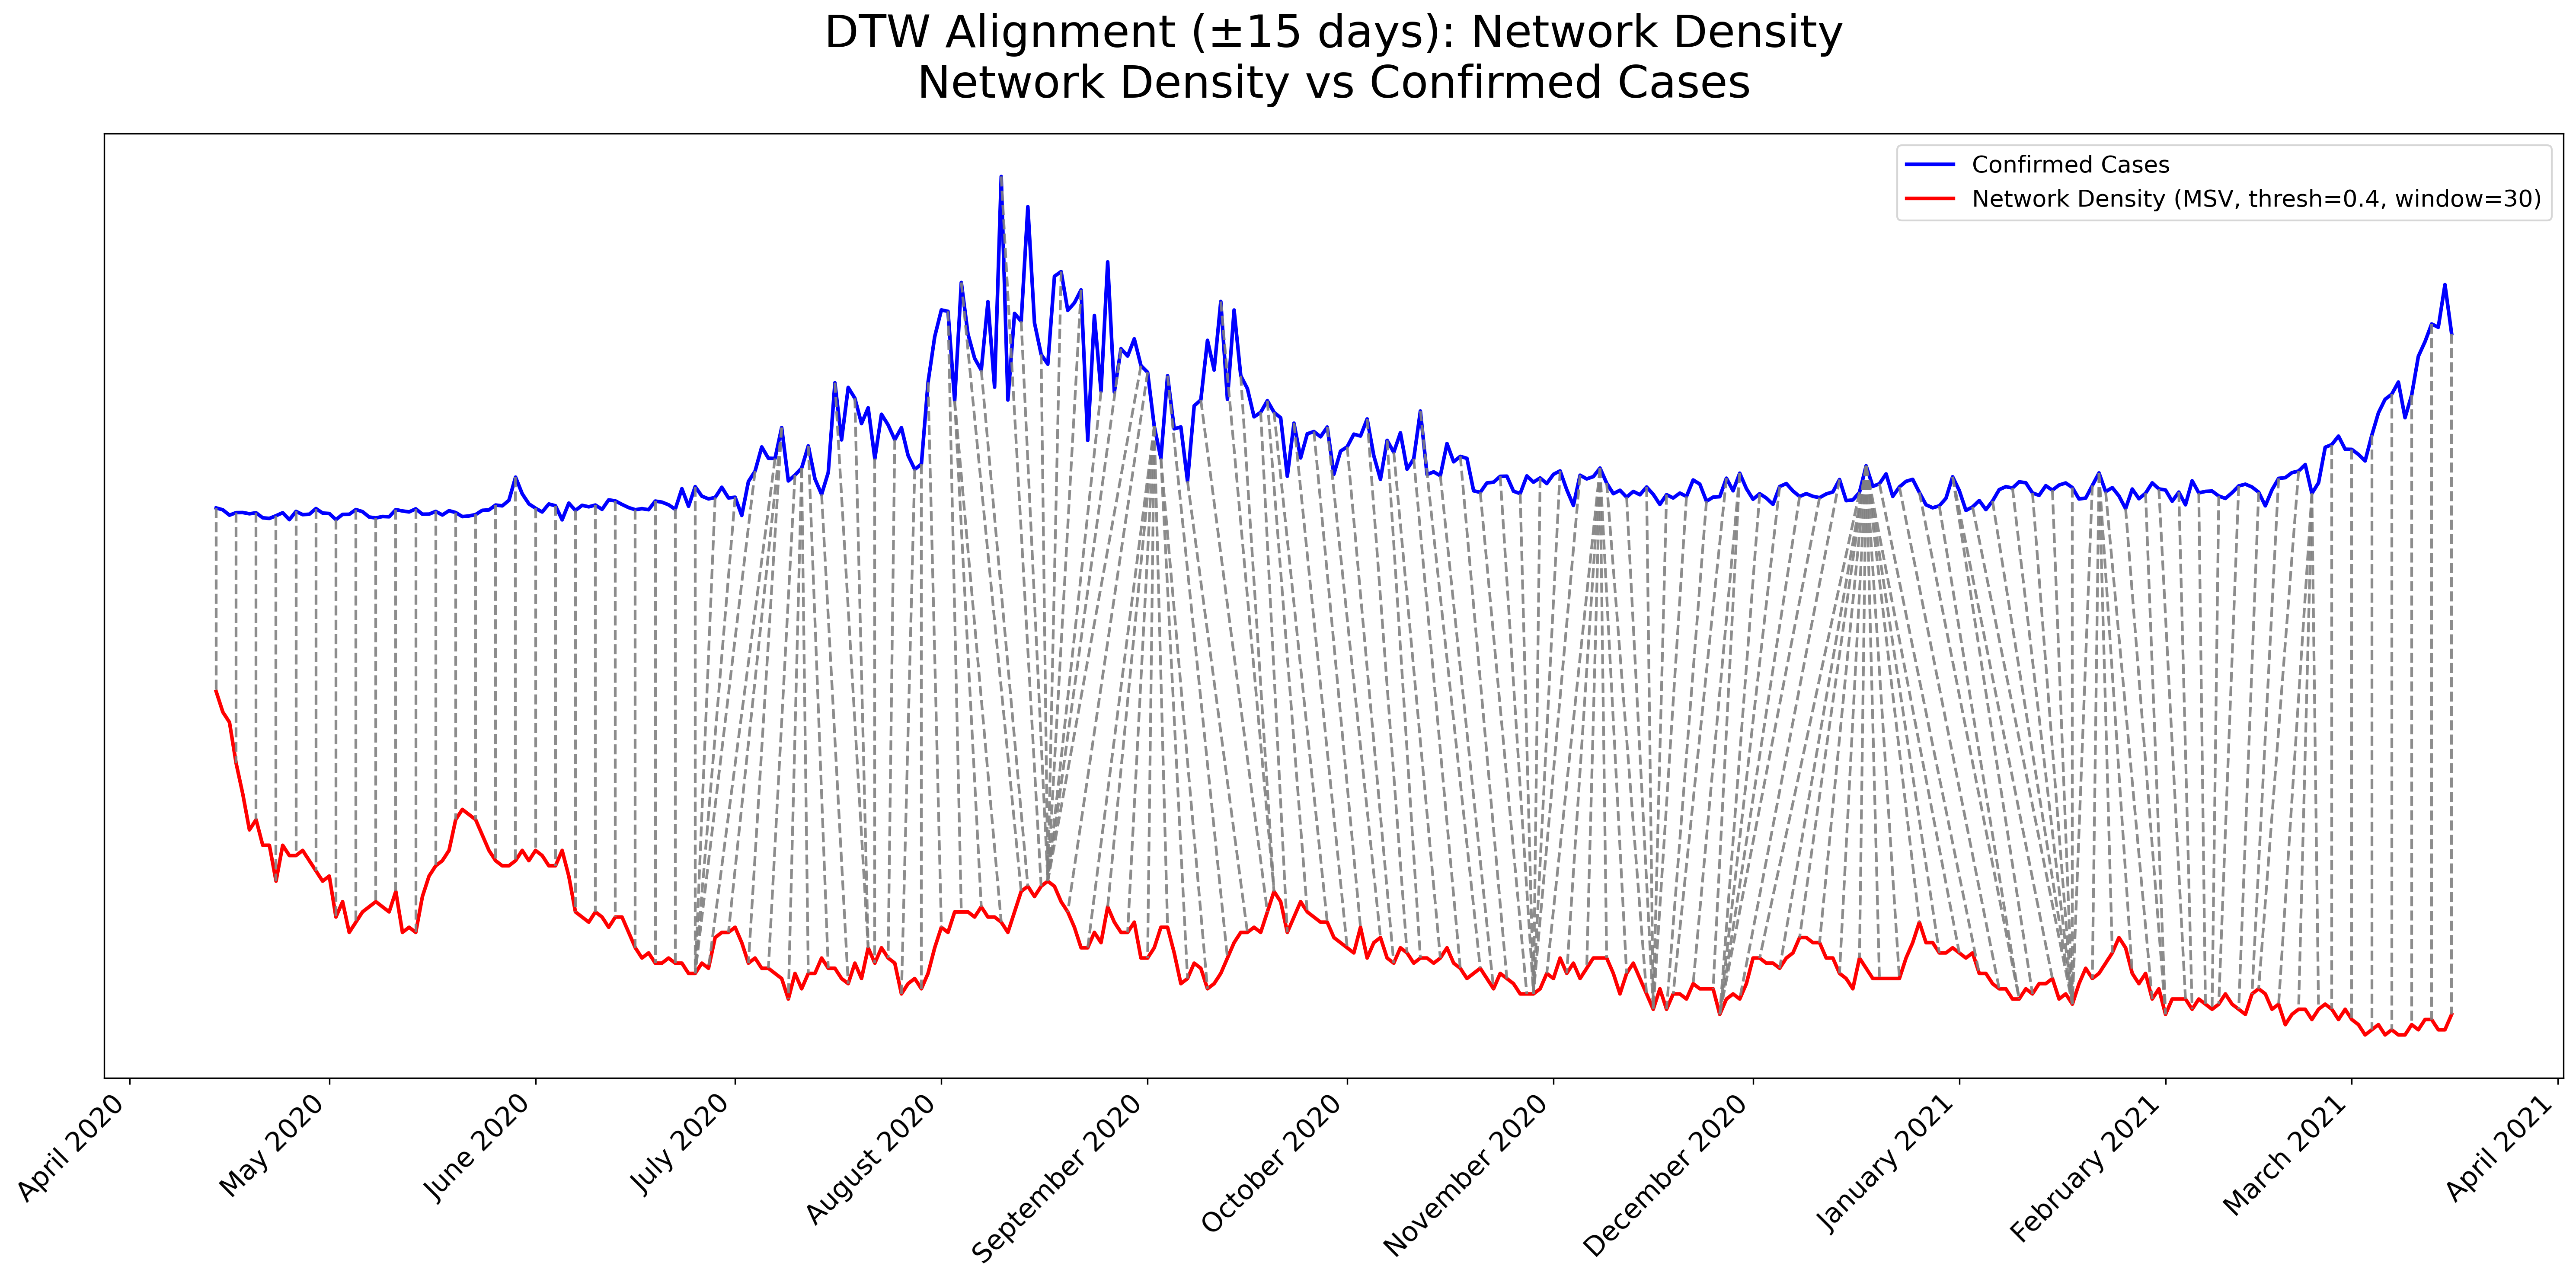 DTW Alignment (±15 days): Network Density
Network Density vs Confirmed Cases
Confirmed Cases
Network Density (MSV, thresh=0.4, window=30)
April 2020
May 2020
June 2020
July 2020
August 2020
September 2020
October 2020
November 2020
December 2020
January 2021
February 2021
March 2021
April 2021